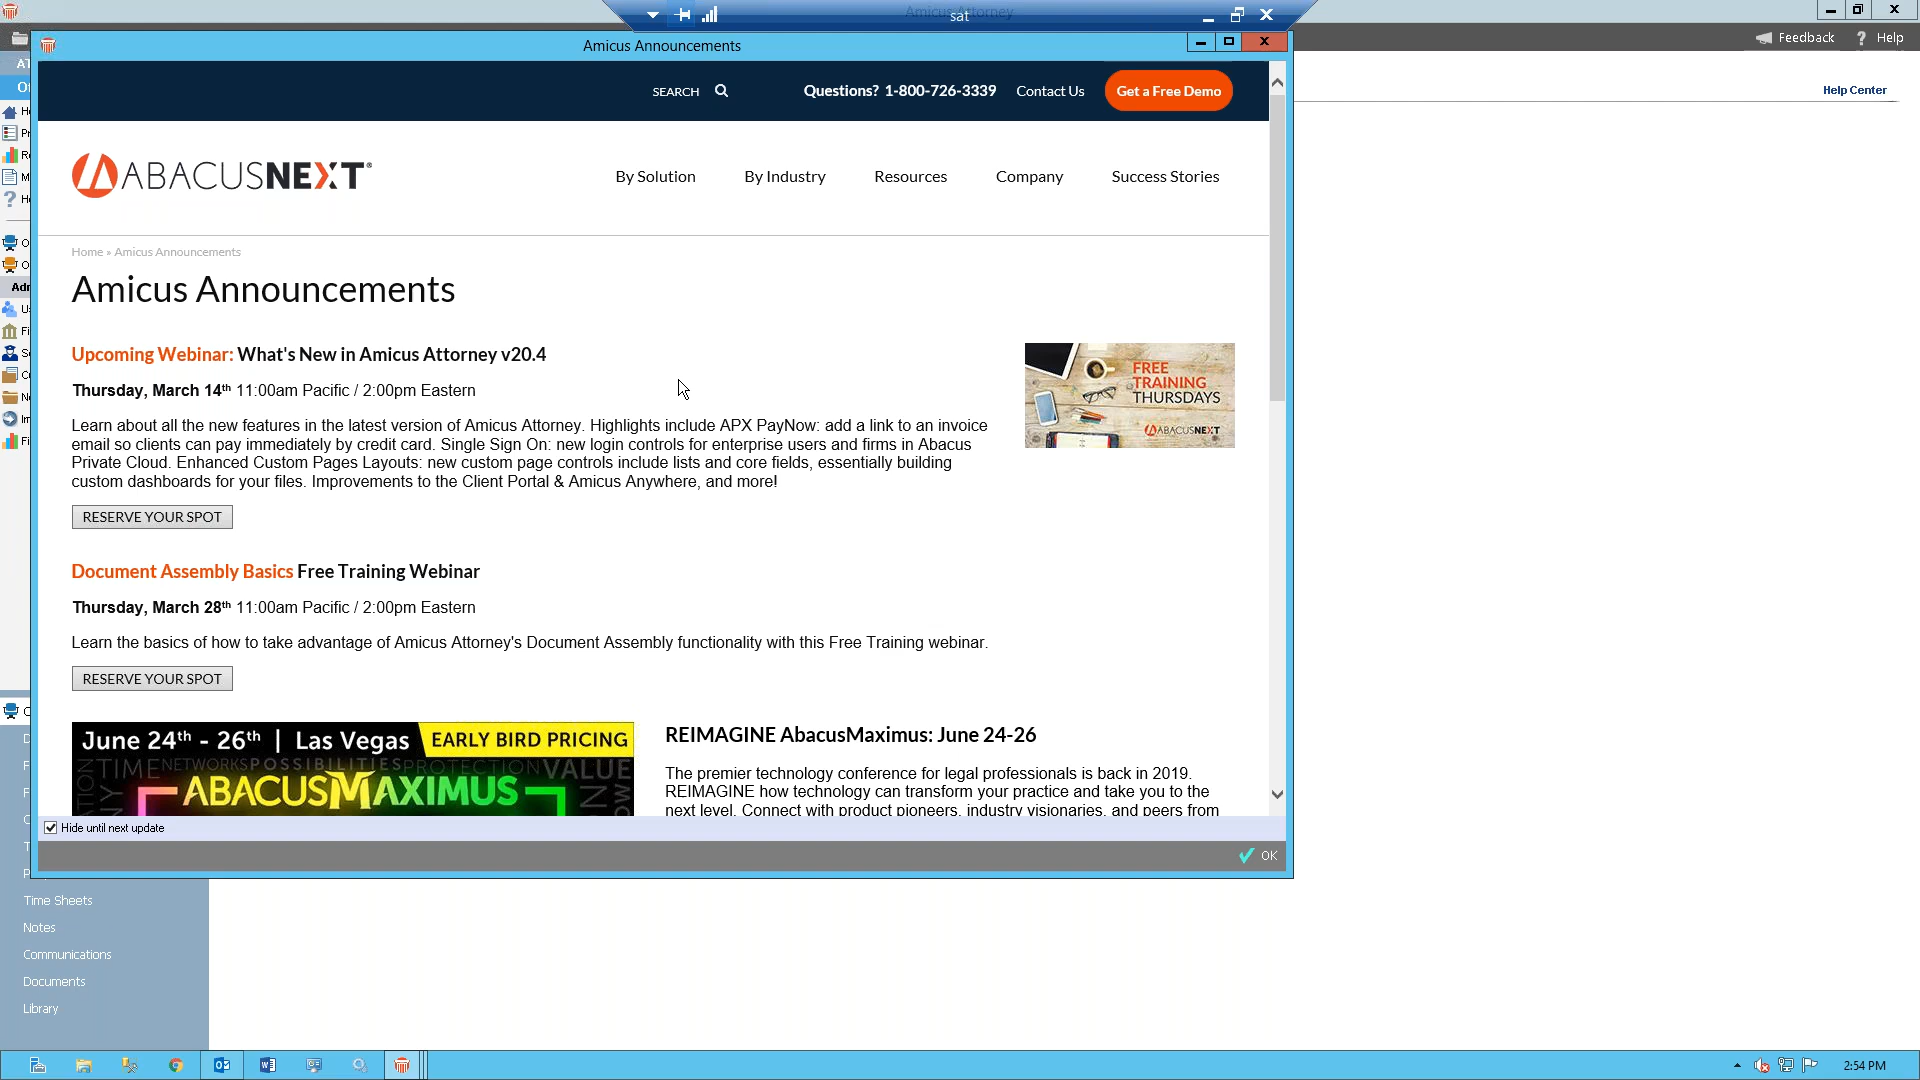 Amicus Attorney
sat
Feedback
Help
Amicus Announcements
SEARCH
Questions? 1-800-726-3339
Contact Us
Get a Free Demo
Help Center
ABACUSNEXT®
By Solution
By Industry
Resources
Company
Success Stories
Home » Amicus Announcements
Amicus Announcements
Upcoming Webinar: What's New in Amicus Attorney v20.4
Thursday, March 14th 11:00am Pacific / 2:00pm Eastern
Learn about all the new features in the latest version of Amicus Attorney. Highlights include APX PayNow: add a link to an invoice
email so clients can pay immediately by credit card. Single Sign On: new login controls for enterprise users and firms in Abacus
Private Cloud. Enhanced Custom Pages Layouts: new custom page controls include lists and core fields, essentially building
custom dashboards for your files. Improvements to the Client Portal & Amicus Anywhere, and more!
FREE
TRAINING
THURSDAYS
ABACUSNEXT
RESERVE YOUR SPOT
Document Assembly Basics Free Training Webinar
Thursday, March 28th 11:00am Pacific / 2:00pm Eastern
Learn the basics of how to take advantage of Amicus Attorney's Document Assembly functionality with this Free Training webinar.
RESERVE YOUR SPOT
June 24th - 26th | Las Vegas
EARLY BIRD PRICING
TIME NETWORKS POSSIBILITIES PROTECTION VALUE
ABACUSMAXIMUS
REIMAGINE AbacusMaximus: June 24-26
The premier technology conference for legal professionals is back in 2019.
REIMAGINE how technology can transform your practice and take you to the
next level. Connect with product pioneers, industry visionaries, and peers from
Hide until next update
OK
Time Sheets
Notes
Communications
Documents
Library
2:54 PM